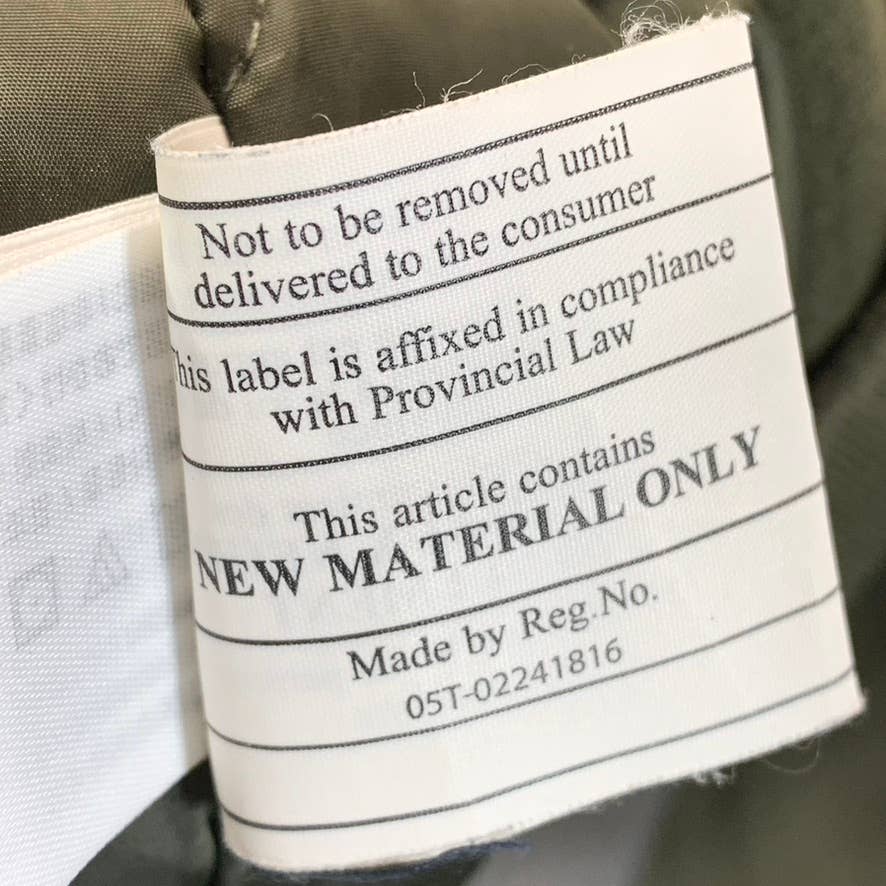 Not to be removed until
delivered to the consumer
This label is affixed in compliance
with Provincial Law
This article contains
NEW MATERIAL ONLY
Made by Reg.No.
05T-02241816